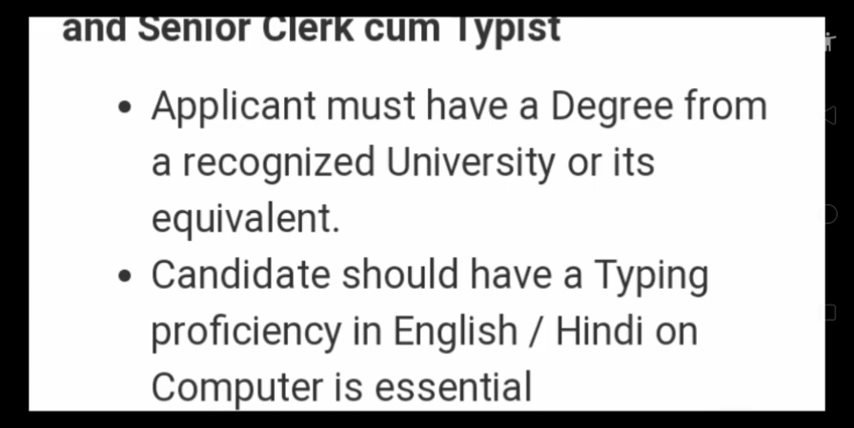 and Senior Clerk cum Typist
• Applicant must have a Degree from
a recognized University or its
equivalent.
• Candidate should have a Typing
proficiency in English / Hindi on
Computer is essential